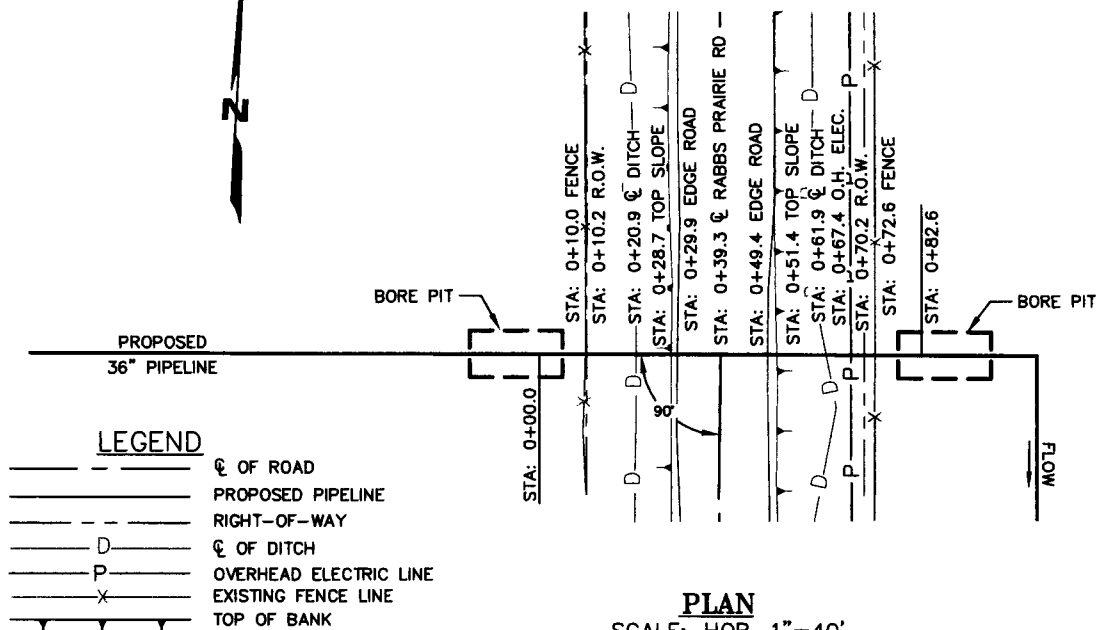 N
STA: 0+10.0 FENCE
STA: 0+10.2 R.O.W.
STA: 0+20.9 ℄ DITCH
STA: 0+28.7 TOP SLOPE
STA: 0+29.9 EDGE ROAD
STA: 0+39.3 ℄ RABBS PRAIRIE RD
STA: 0+49.4 EDGE ROAD
STA: 0+51.4 TOP SLOPE
STA: 0+61.9 ℄ DITCH
STA: 0+67.4 O.H. ELEC.
STA: 0+70.2 R.O.W.
STA: 0+72.6 FENCE
STA: 0+82.6
D
D
P
X
X
X
X
BORE PIT
BORE PIT
PROPOSED
36" PIPELINE
STA: 0+00.0
90°
D
D
P
X
X
D
D
P
FLOW
LEGEND
℄ OF ROAD
PROPOSED PIPELINE
RIGHT-OF-WAY
D ℄ OF DITCH
P OVERHEAD ELECTRIC LINE
X EXISTING FENCE LINE
TOP OF BANK
PLAN
SCALE: HOR. 1"=40'